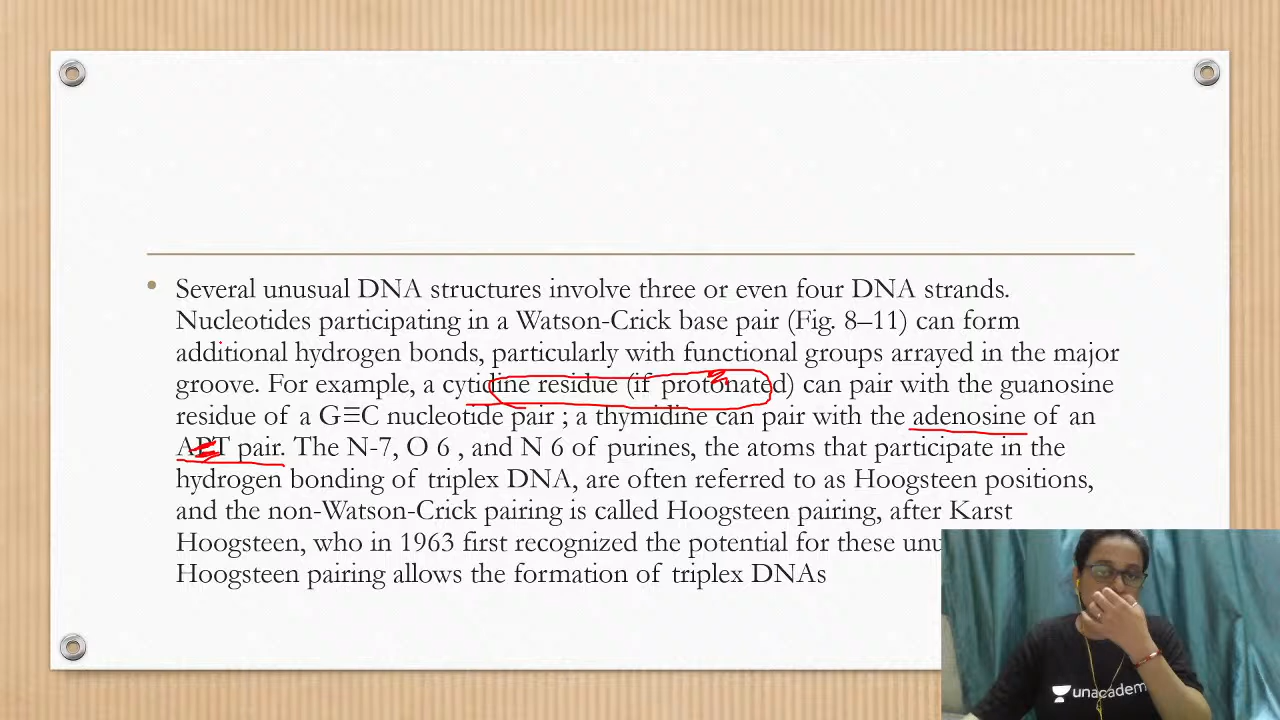 Several unusual DNA structures involve three or even four DNA strands.
Nucleotides participating in a Watson-Crick base pair (Fig. 8–11) can form
additional hydrogen bonds, particularly with functional groups arrayed in the major
groove. For example, a cytidine residue (if protonated) can pair with the guanosine
residue of a G≡C nucleotide pair ; a thymidine can pair with the adenosine of an
pair. The N-7, O 6 , and N 6 of purines, the atoms that participate in the
hydrogen bonding of triplex DNA, are often referred to as Hoogsteen positions,
and the non-Watson-Crick pairing is called Hoogsteen pairing, after Karst
Hoogsteen, who in 1963 first recognized the potential for these unu
Hoogsteen pairing allows the formation of triplex DNAs
unacadem